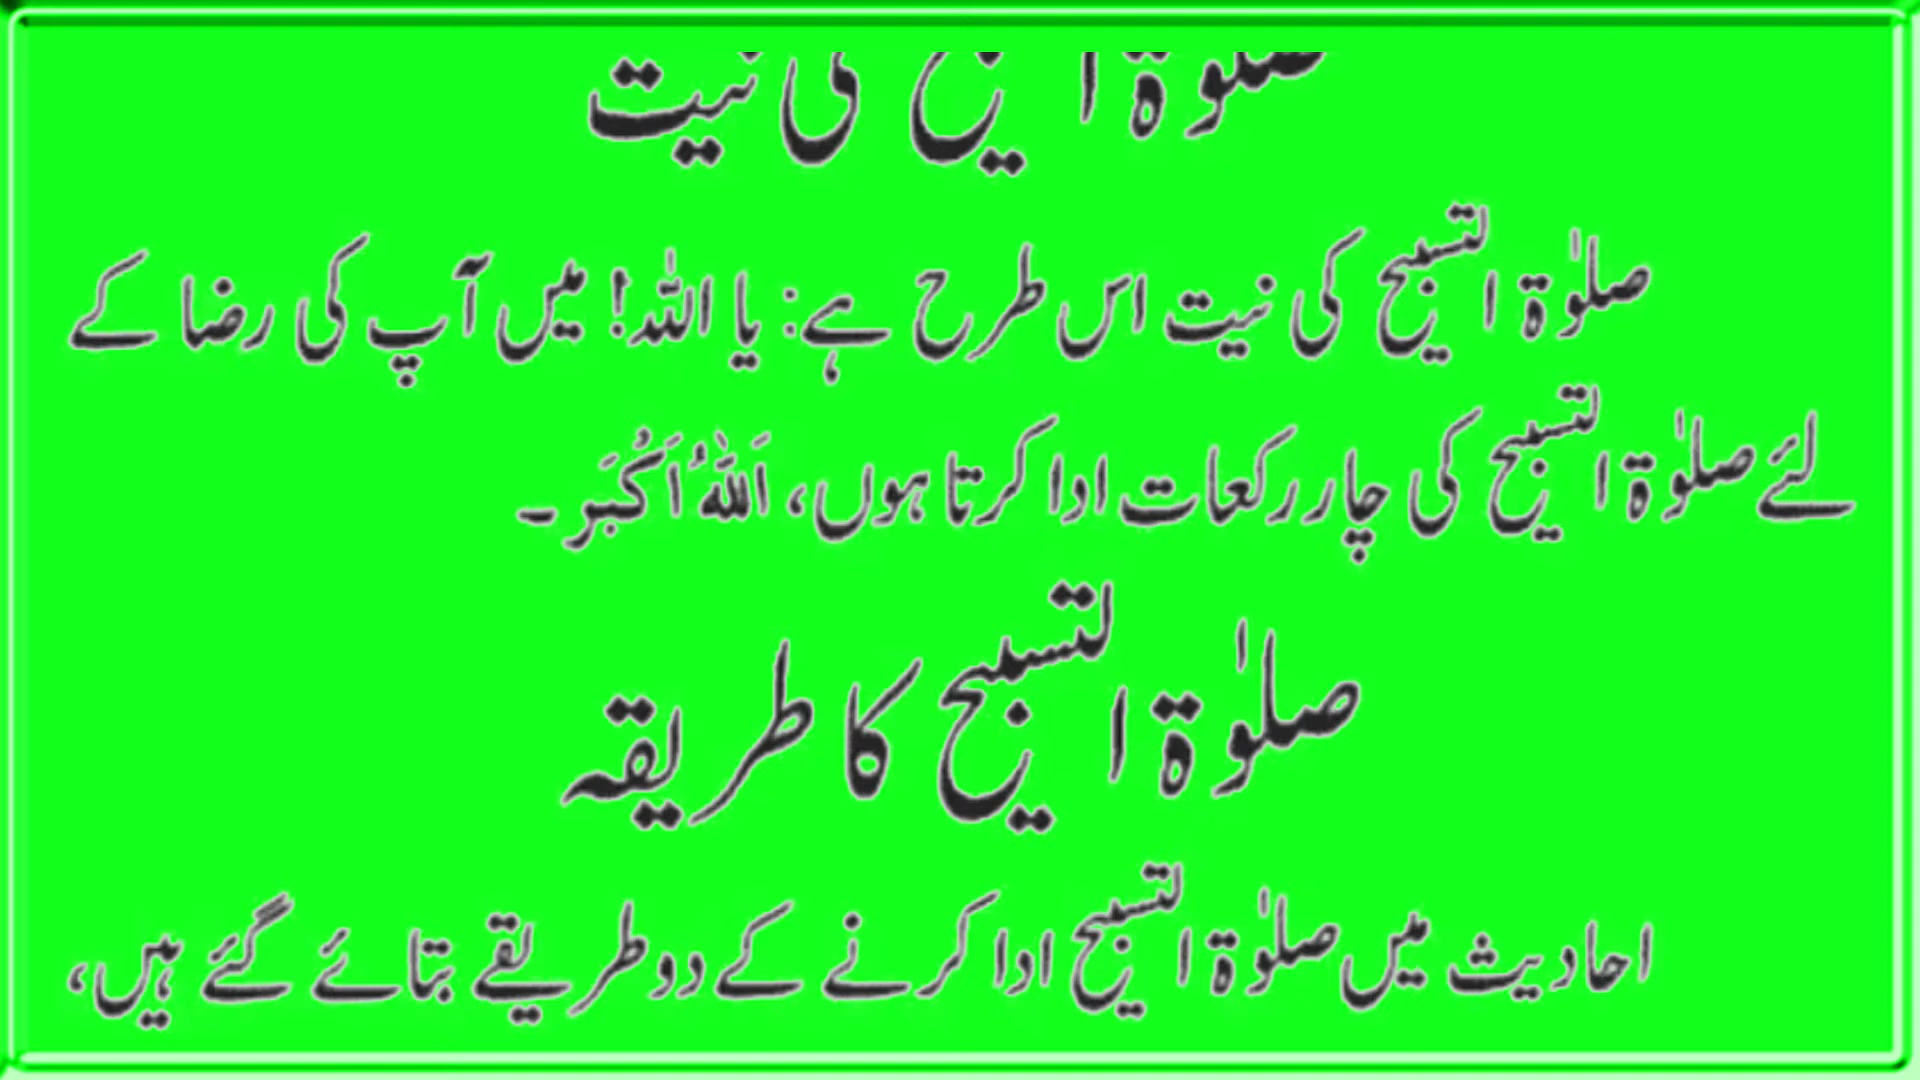 صلوٰۃ التسبیح کی نیت
صلوٰۃ التسبیح کی نیت اس طرح ہے: یا اللہ! میں آپ کی رضا کے
لئے صلوٰۃ التسبیح کی چار رکعات ادا کرتا ہوں، اَللّٰہُ اَکْبَر۔
صلوٰۃ التسبیح کا طریقہ
احادیث میں صلوٰۃ التسبیح ادا کرنے کے دو طریقے بتائے گئے ہیں،